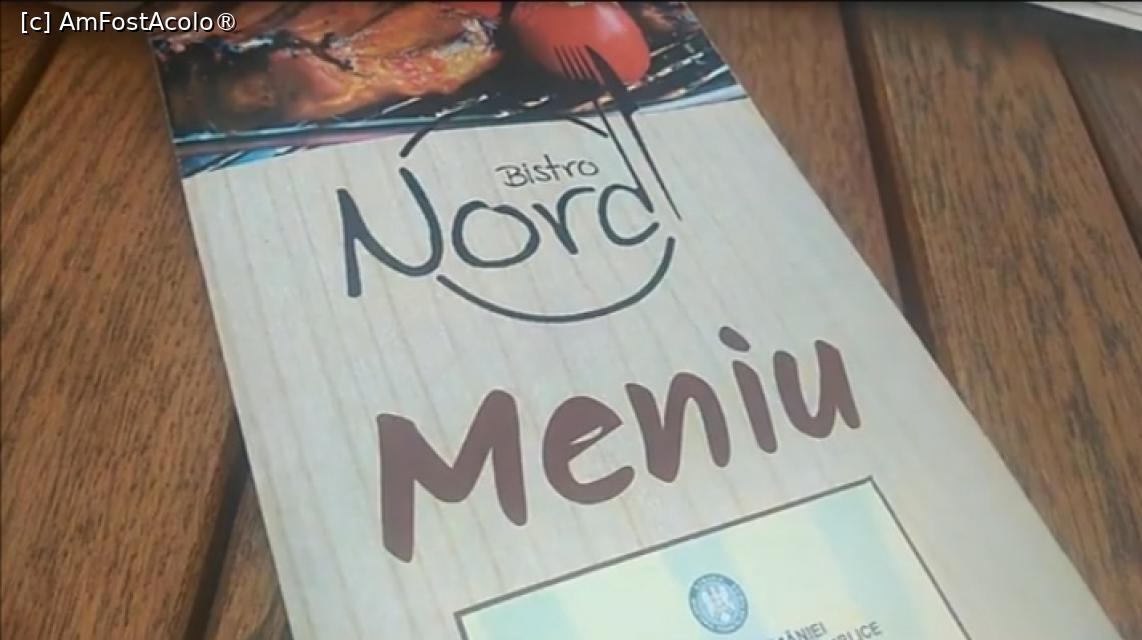 [c] AmFostAcolo®
Bistro
Nord
Meniu